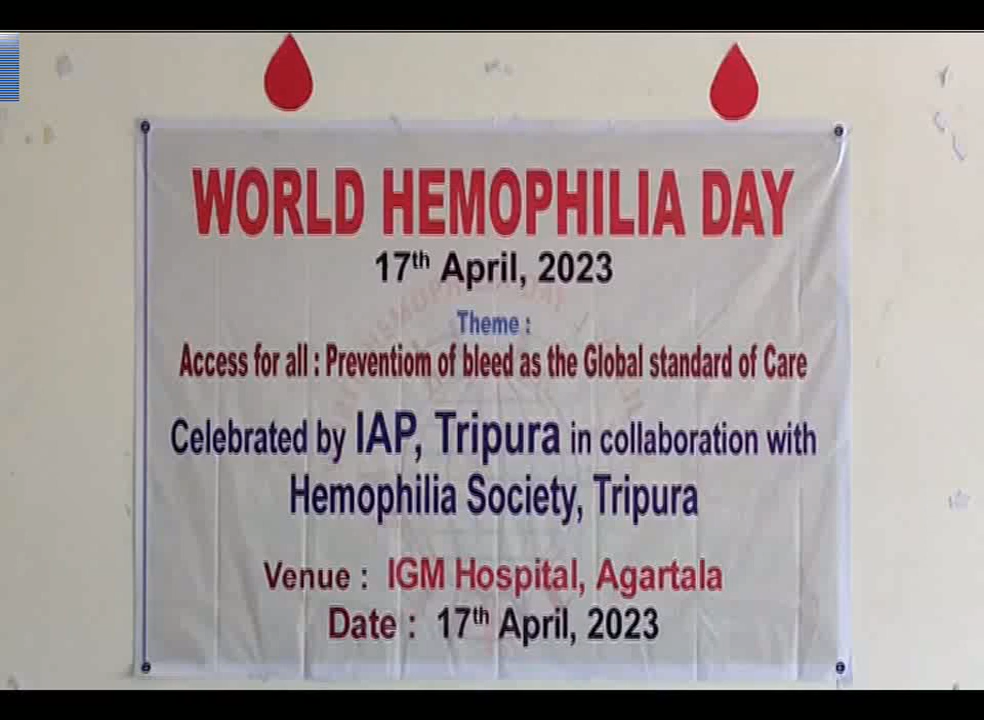 WORLD HEMOPHILIA DAY
17th April, 2023
Theme :
Access for all : Preventiom of bleed as the Global standard of Care
Celebrated by IAP, Tripura in collaboration with
Hemophilia Society, Tripura
Venue : IGM Hospital, Agartala
Date : 17th April, 2023